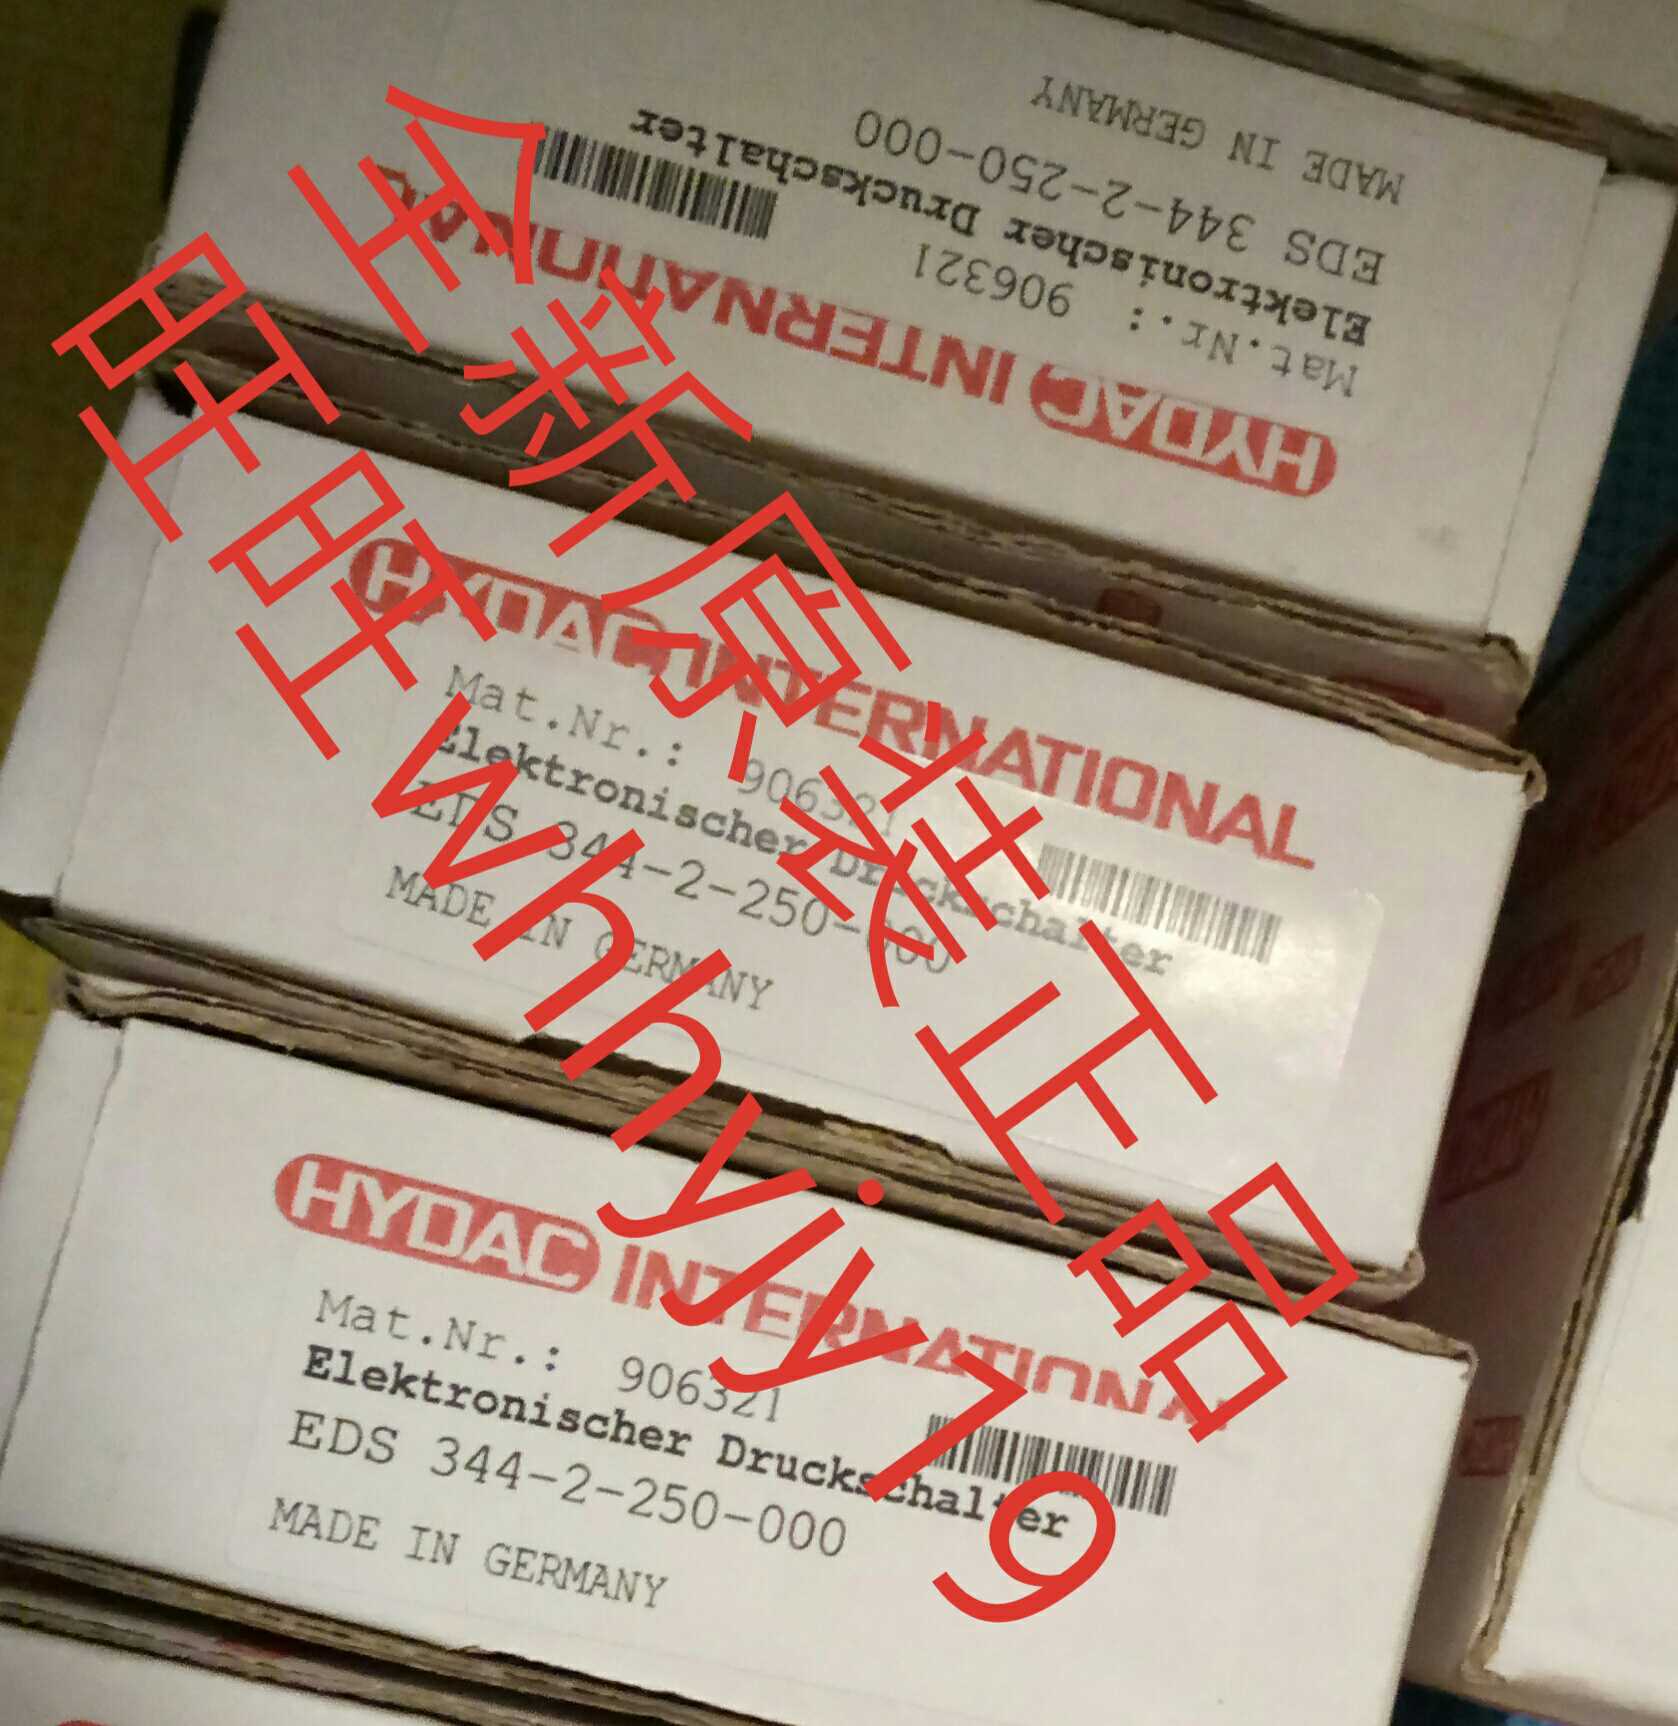 全新原装正品
旺旺whhyjy19
HYDAC INTERNATIONAL
Mat.Nr.: 906321
Elektronischer Druckschalter
EDS 344-2-250-000
MADE IN GERMANY
HYDAC INTERNATIONAL
Mat.Nr.: 906321
Elektronischer Druckschalter
EDS 344-2-250-000
MADE IN GERMANY
HYDAC INTERNATIONAL
Mat.Nr.: 906321
Elektronischer Druckschalter
EDS 344-2-250-000
MADE IN GERMANY